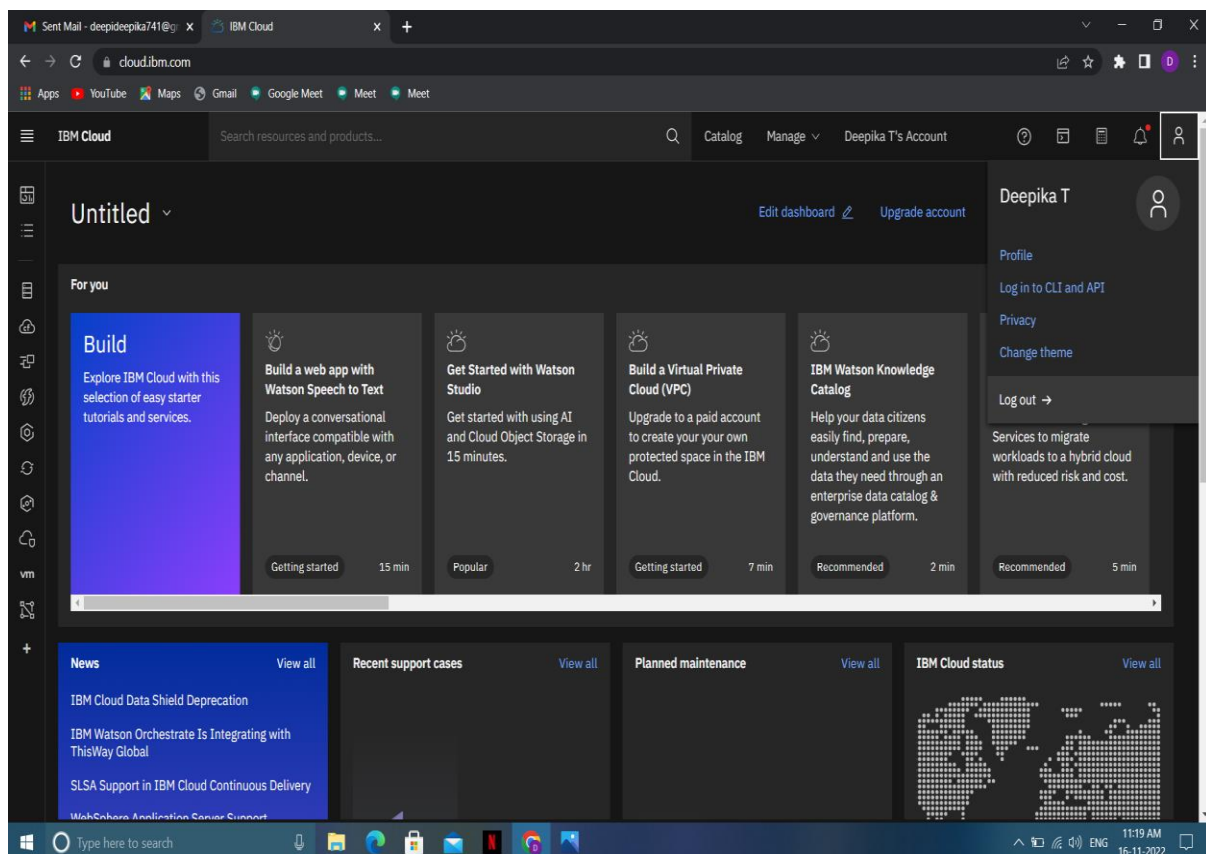 Sent Mail - deepideepika741@gr
IBM Cloud
cloud.ibm.com
Apps YouTube Maps Gmail Google Meet Meet Meet
IBM Cloud Search resources and products... Catalog Manage Deepika T's Account
Untitled
Edit dashboard Upgrade account
Deepika T
Profile
Log in to CLI and API
Privacy
Change theme
Log out →
For you
Build
Explore IBM Cloud with this
selection of easy starter
tutorials and services.
Build a web app with
Watson Speech to Text
Deploy a conversational
interface compatible with
any application, device, or
channel.
Getting started 15 min
Get Started with Watson
Studio
Get started with using AI
and Cloud Object Storage in
15 minutes.
Popular 2 hr
Build a Virtual Private
Cloud (VPC)
Upgrade to a paid account
to create your your own
protected space in the IBM
Cloud.
Getting started 7 min
IBM Watson Knowledge
Catalog
Help your data citizens
easily find, prepare,
understand and use the
data they need through an
enterprise data catalog &
governance platform.
Recommended 2 min
Services to migrate
workloads to a hybrid cloud
with reduced risk and cost.
Recommended 5 min
vm
News View all
IBM Cloud Data Shield Deprecation
IBM Watson Orchestrate Is Integrating with
ThisWay Global
SLSA Support in IBM Cloud Continuous Delivery
WebSphere Application Server Support
Recent support cases View all
Planned maintenance View all
IBM Cloud status View all
Type here to search
ENG
11:19 AM
16-11-2022